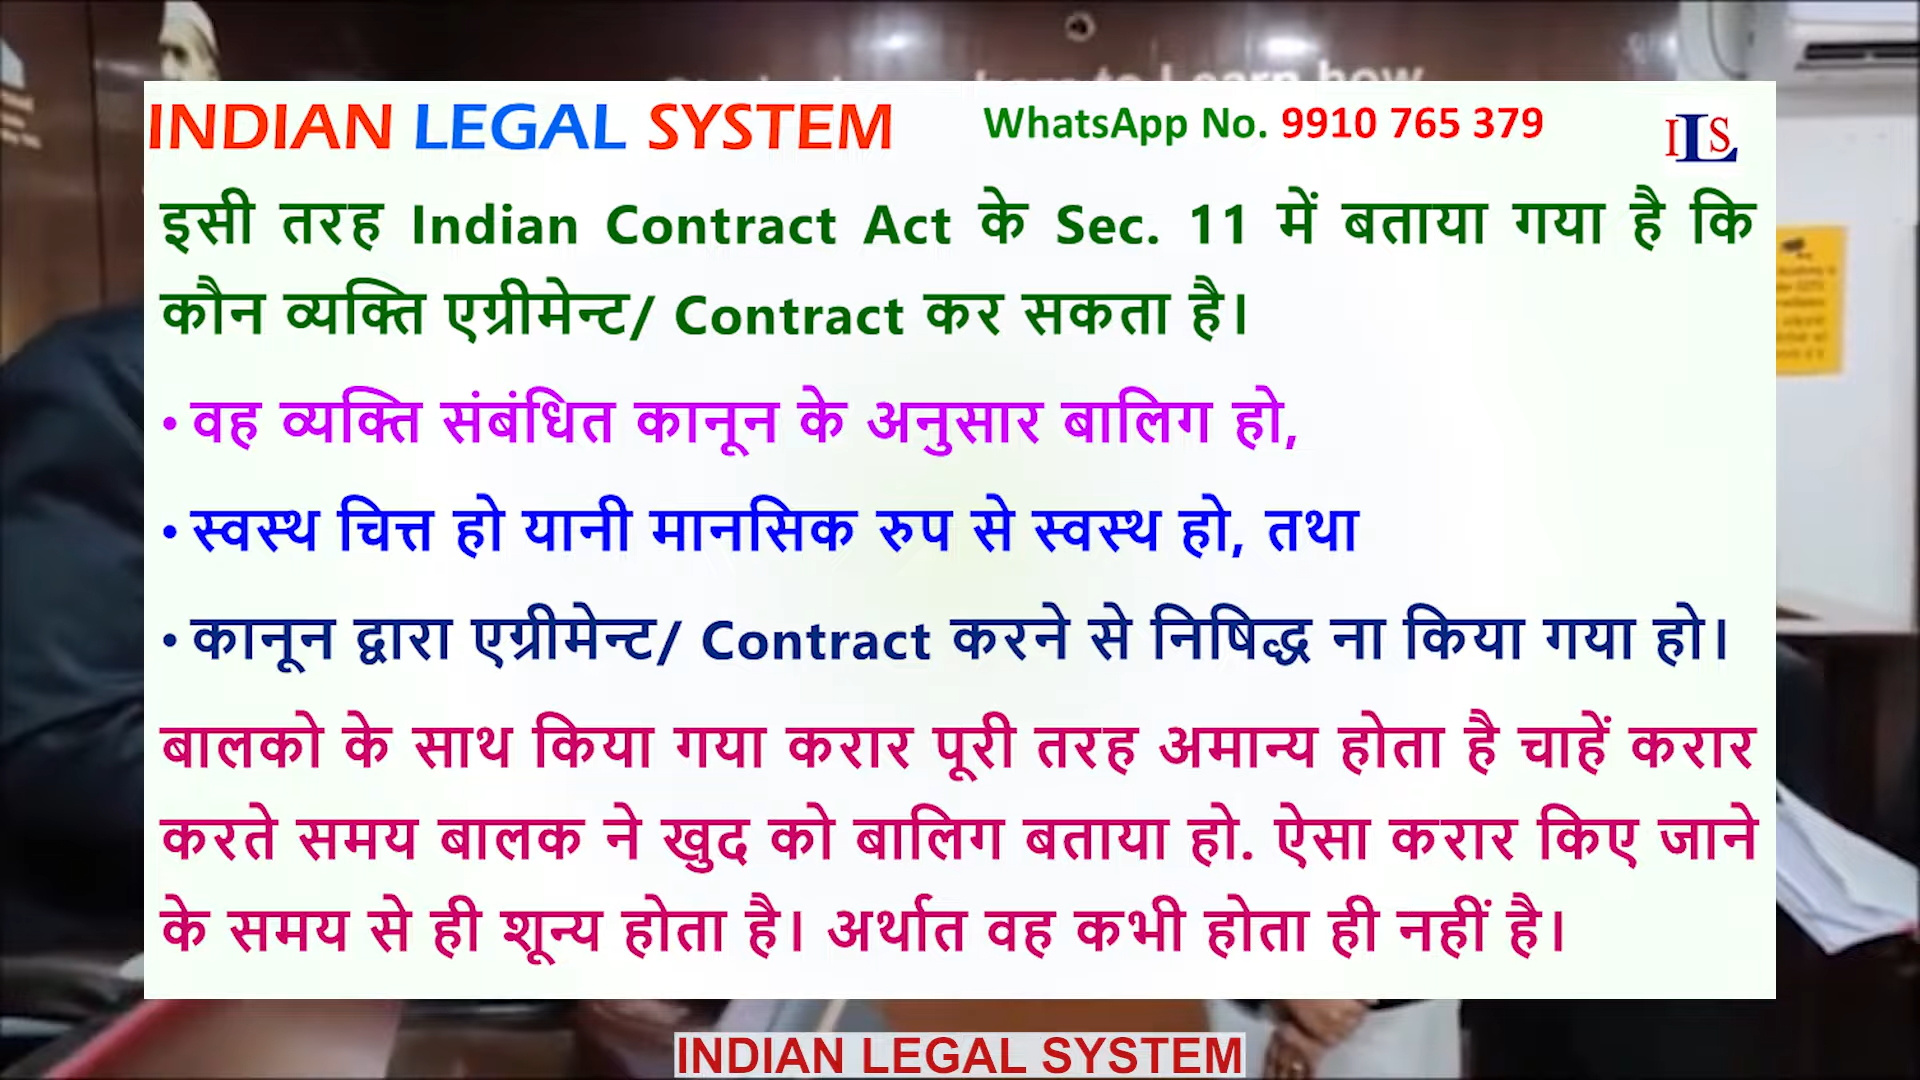 INDIAN LEGAL SYSTEM WhatsApp No. 9910 765 379 ILS
इसी तरह Indian Contract Act के Sec. 11 में बताया गया है कि
कौन व्यक्ति एग्रीमेन्ट/ Contract कर सकता है।
• वह व्यक्ति संबंधित कानून के अनुसार बालिग हो,
• स्वस्थ चित्त हो यानी मानसिक रुप से स्वस्थ हो, तथा
• कानून द्वारा एग्रीमेन्ट/ Contract करने से निषिद्ध ना किया गया हो।
बालको के साथ किया गया करार पूरी तरह अमान्य होता है चाहें करार
करते समय बालक ने खुद को बालिग बताया हो. ऐसा करार किए जाने
के समय से ही शून्य होता है। अर्थात वह कभी होता ही नहीं है।
INDIAN LEGAL SYSTEM